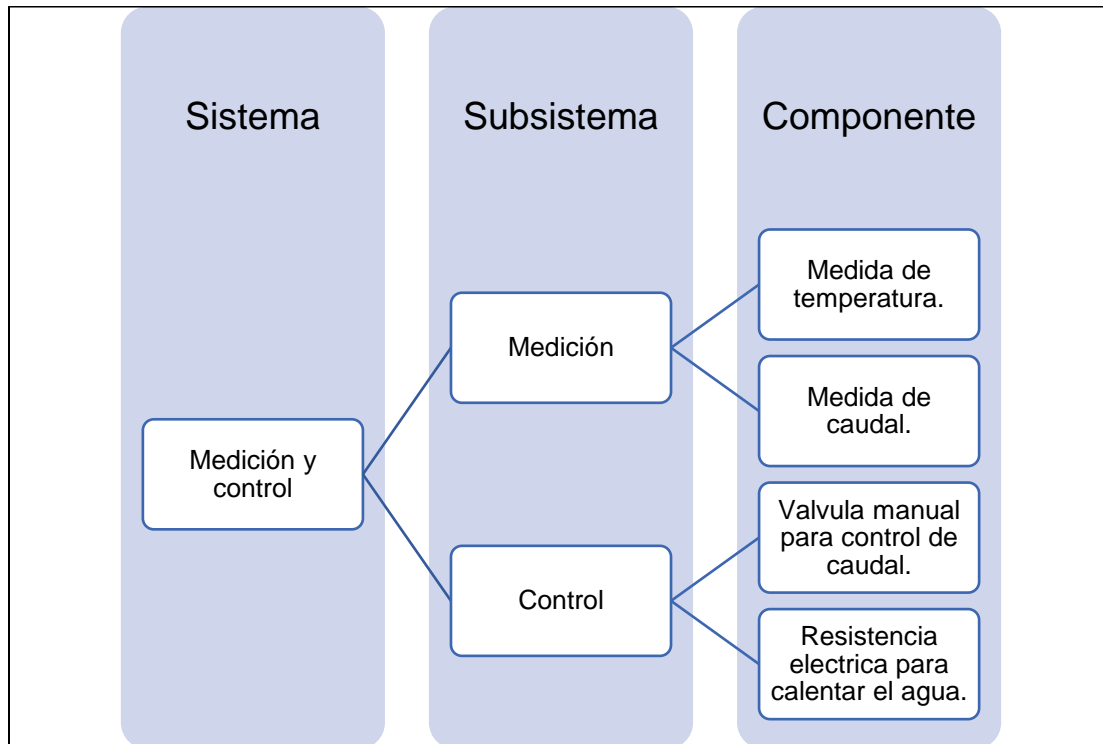 Sistema
Subsistema
Componente
Medición y
control
Medición
Control
Medida de
temperatura.
Medida de
caudal.
Valvula manual
para control de
caudal.
Resistencia
electrica para
calentar el agua.